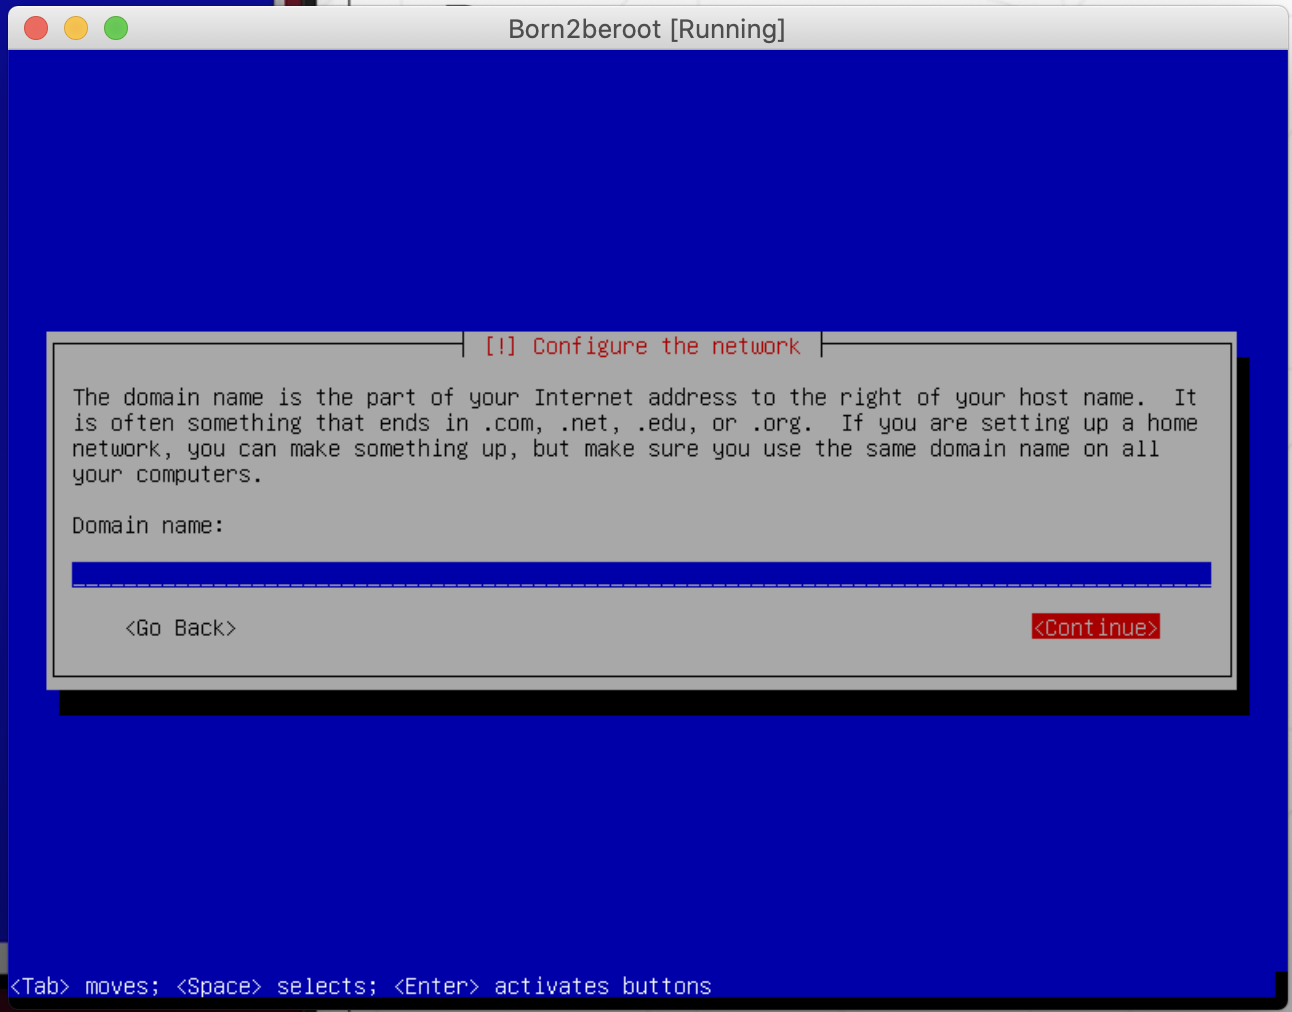 Born2beroot [Running]
[!] Configure the network
The domain name is the part of your Internet address to the right of your host name.  It
is often something that ends in .com, .net, .edu, or .org.  If you are setting up a home
network, you can make something up, but make sure you use the same domain name on all
your computers.
Domain name:
<Go Back>
<Continue>
<Tab> moves; <Space> selects; <Enter> activates buttons